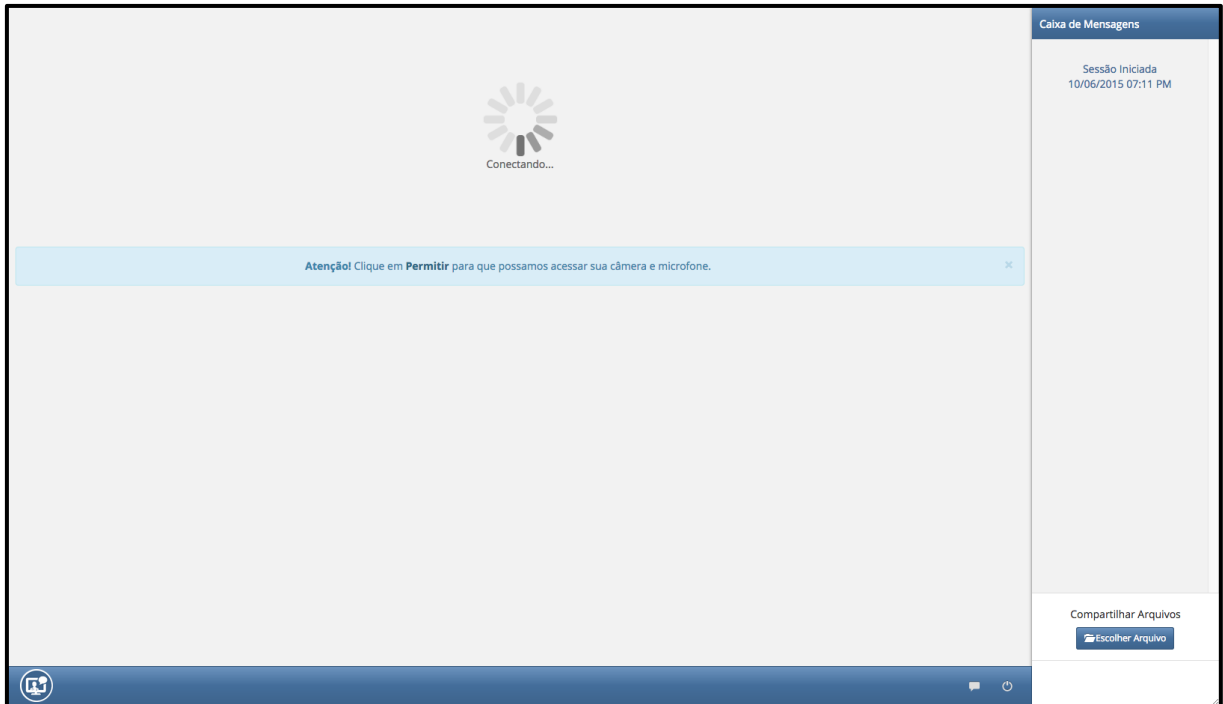 Caixa de Mensagens
Sessão Iniciada
10/06/2015 07:11 PM
Conectando...
Atenção! Clique em Permitir para que possamos acessar sua câmera e microfone.
×
Compartilhar Arquivos
Escolher Arquivo